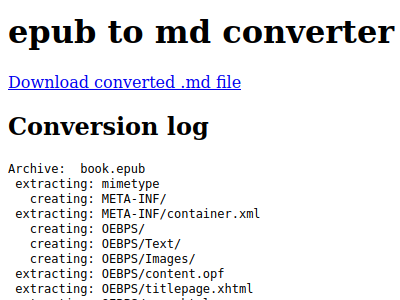 epub to md converter
Download converted .md file
Conversion log
Archive:  book.epub
 extracting: mimetype
   creating: META-INF/
 extracting: META-INF/container.xml
   creating: OEBPS/
   creating: OEBPS/Text/
   creating: OEBPS/Images/
 extracting: OEBPS/content.opf
 extracting: OEBPS/titlepage.xhtml